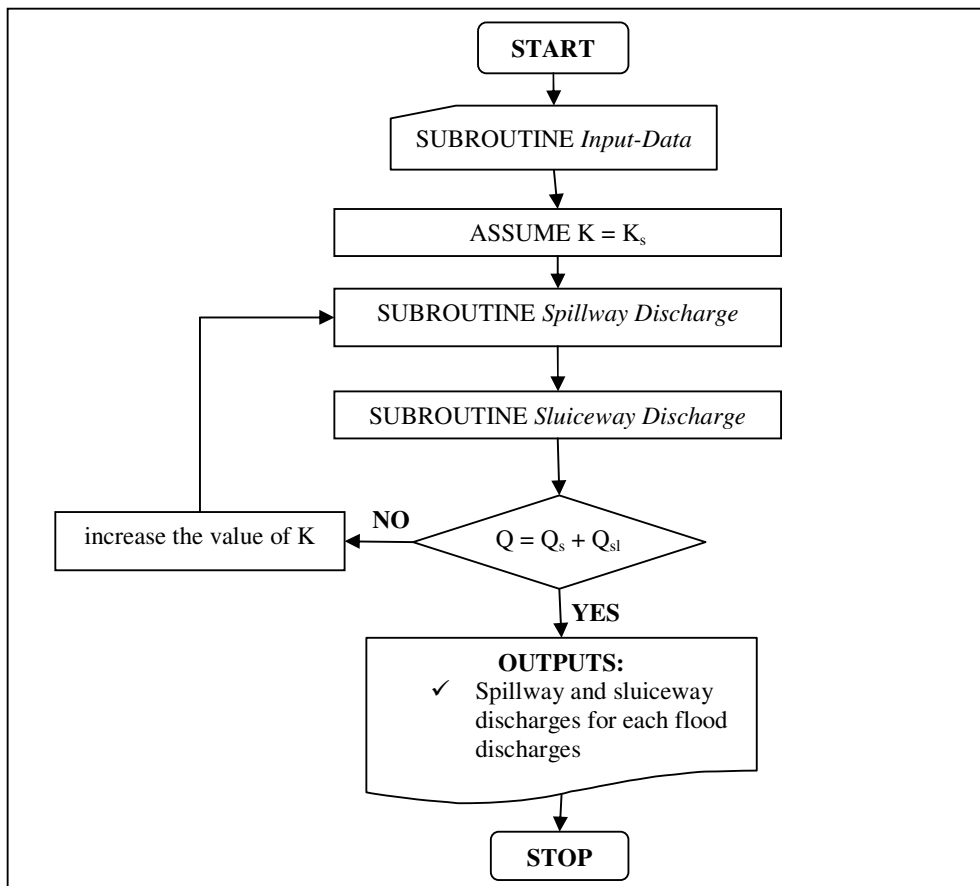 START
SUBROUTINE Input-Data
ASSUME K = Kₛ
SUBROUTINE Spillway Discharge
SUBROUTINE Sluiceway Discharge
NO
increase the value of K
Q = Qₛ + Qₛₗ
YES
OUTPUTS:
✓ Spillway and sluiceway
discharges for each flood
discharges
STOP